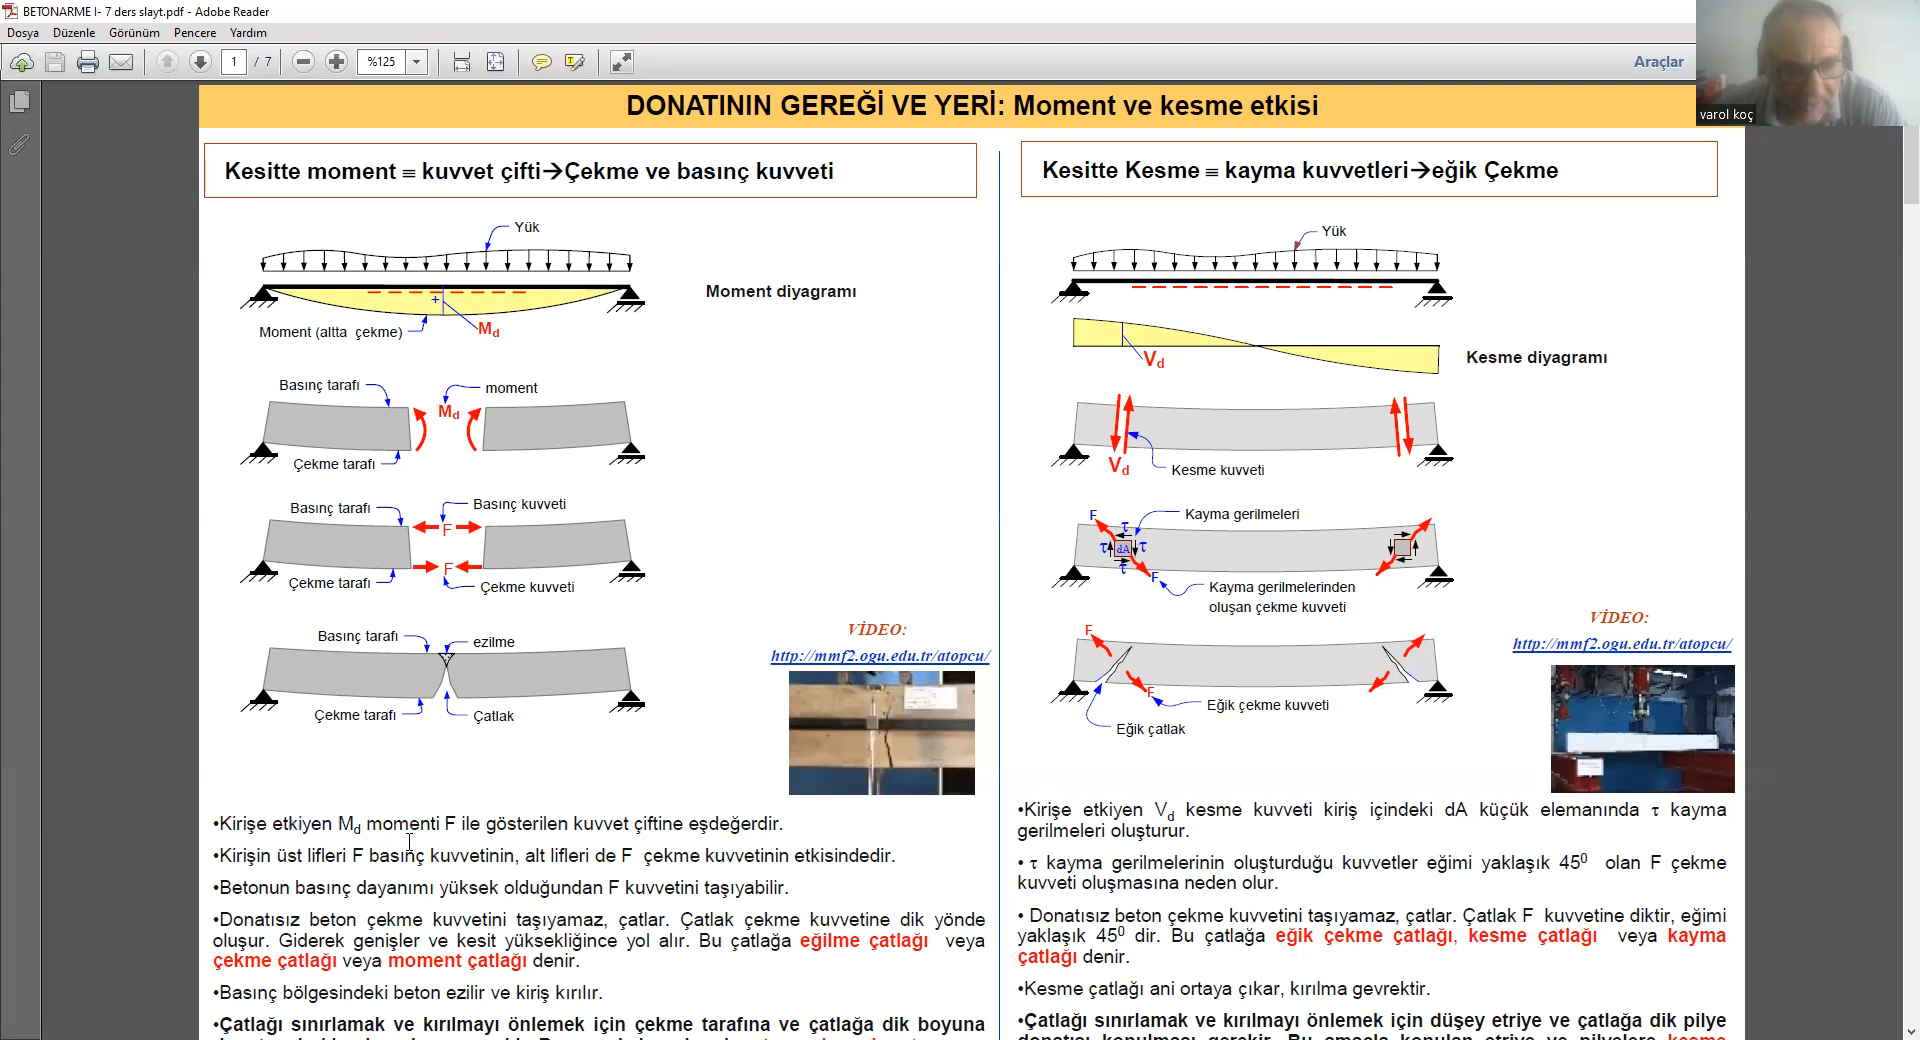 BETONARME I- 7 ders slayt.pdf - Adobe Reader
Dosya Düzenle Görünüm Pencere Yardım
1 / 7 %125 Araçlar
varol koç
DONATININ GEREĞİ VE YERİ: Moment ve kesme etkisi
Kesitte moment ≡ kuvvet çifti→Çekme ve basınç kuvveti
Yük
Moment diyagramı
+
Moment (altta çekme)
Md
Basınç tarafı
moment
Md
Çekme tarafı
Basınç tarafı
Basınç kuvveti
F
F
Çekme tarafı
Çekme kuvveti
Basınç tarafı
ezilme
Çekme tarafı
Çatlak
VİDEO:
http://mmf2.ogu.edu.tr/atopcu/
•Kirişe etkiyen Md momenti F ile gösterilen kuvvet çiftine eşdeğerdir.
•Kirişin üst lifleri F basınç kuvvetinin, alt lifleri de F çekme kuvvetinin etkisindedir.
•Betonun basınç dayanımı yüksek olduğundan F kuvvetini taşıyabilir.
•Donatısız beton çekme kuvvetini taşıyamaz, çatlar. Çatlak çekme kuvvetine dik yönde
oluşur. Giderek genişler ve kesit yüksekliğince yol alır. Bu çatlağa eğilme çatlağı veya
çekme çatlağı veya moment çatlağı denir.
•Basınç bölgesindeki beton ezilir ve kiriş kırılır.
•Çatlağı sınırlamak ve kırılmayı önlemek için çekme tarafına ve çatlağa dik boyuna
Kesitte Kesme ≡ kayma kuvvetleri→eğik Çekme
Yük
Vd
Kesme diyagramı
Vd
Kesme kuvveti
F
τ
Kayma gerilmeleri
τ dA τ
τ
F
Kayma gerilmelerinden
oluşan çekme kuvveti
F
F
Eğik çekme kuvveti
Eğik çatlak
VİDEO:
http://mmf2.ogu.edu.tr/atopcu/
•Kirişe etkiyen Vd kesme kuvveti kiriş içindeki dA küçük elemanında τ kayma
gerilmeleri oluşturur.
• τ kayma gerilmelerinin oluşturduğu kuvvetler eğimi yaklaşık 45⁰ olan F çekme
kuvveti oluşmasına neden olur.
• Donatısız beton çekme kuvvetini taşıyamaz, çatlar. Çatlak F kuvvetine diktir, eğimi
yaklaşık 45⁰ dir. Bu çatlağa eğik çekme çatlağı, kesme çatlağı veya kayma
çatlağı denir.
•Kesme çatlağı ani ortaya çıkar, kırılma gevrektir.
•Çatlağı sınırlamak ve kırılmayı önlemek için düşey etriye ve çatlağa dik pilye
donatısı konulması gerekir. Bu amaçla konulan etriye ve pilyelere kesme